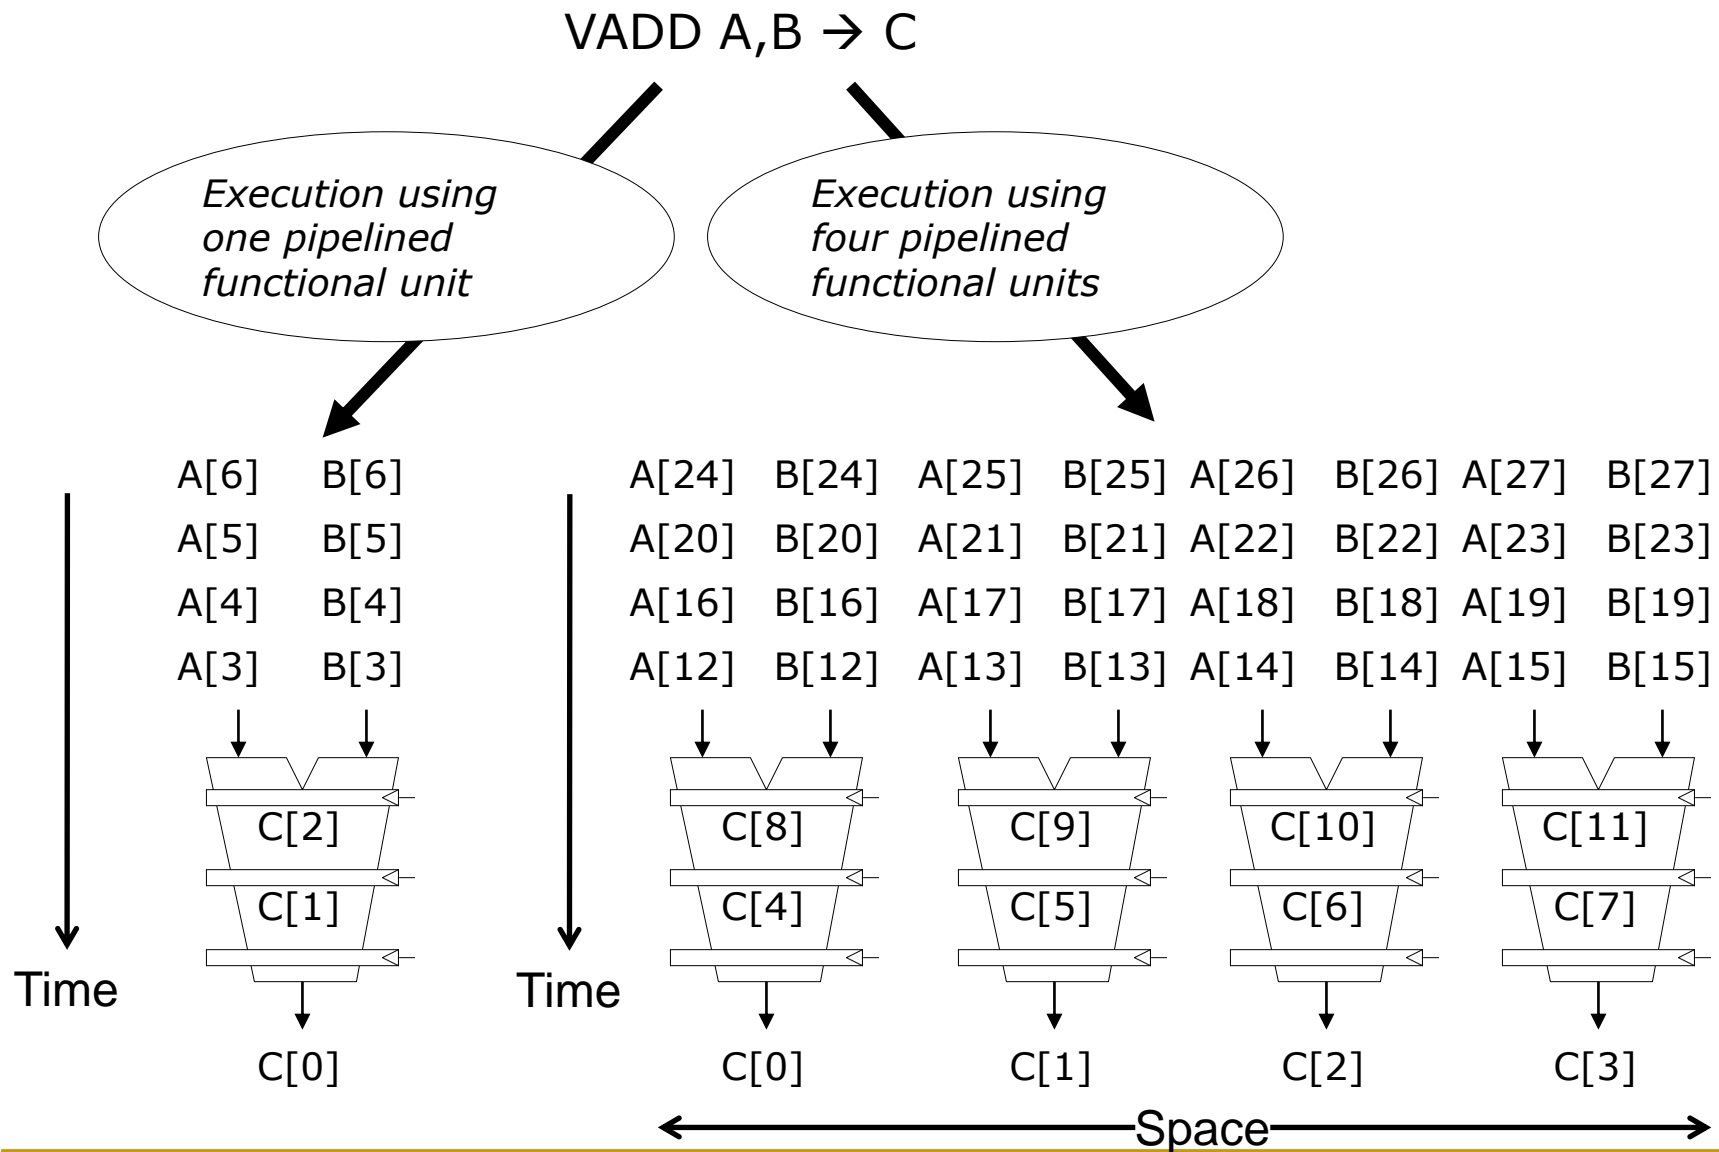 VADD A,B → C
Execution using
one pipelined
functional unit
Execution using
four pipelined
functional units
A[6] B[6] A[24] B[24] A[25] B[25] A[26] B[26] A[27] B[27]
A[5] B[5] A[20] B[20] A[21] B[21] A[22] B[22] A[23] B[23]
A[4] B[4] A[16] B[16] A[17] B[17] A[18] B[18] A[19] B[19]
A[3] B[3] A[12] B[12] A[13] B[13] A[14] B[14] A[15] B[15]
C[2] C[8] C[9] C[10] C[11]
C[1] C[4] C[5] C[6] C[7]
Time Time
C[0] C[0] C[1] C[2] C[3]
Space